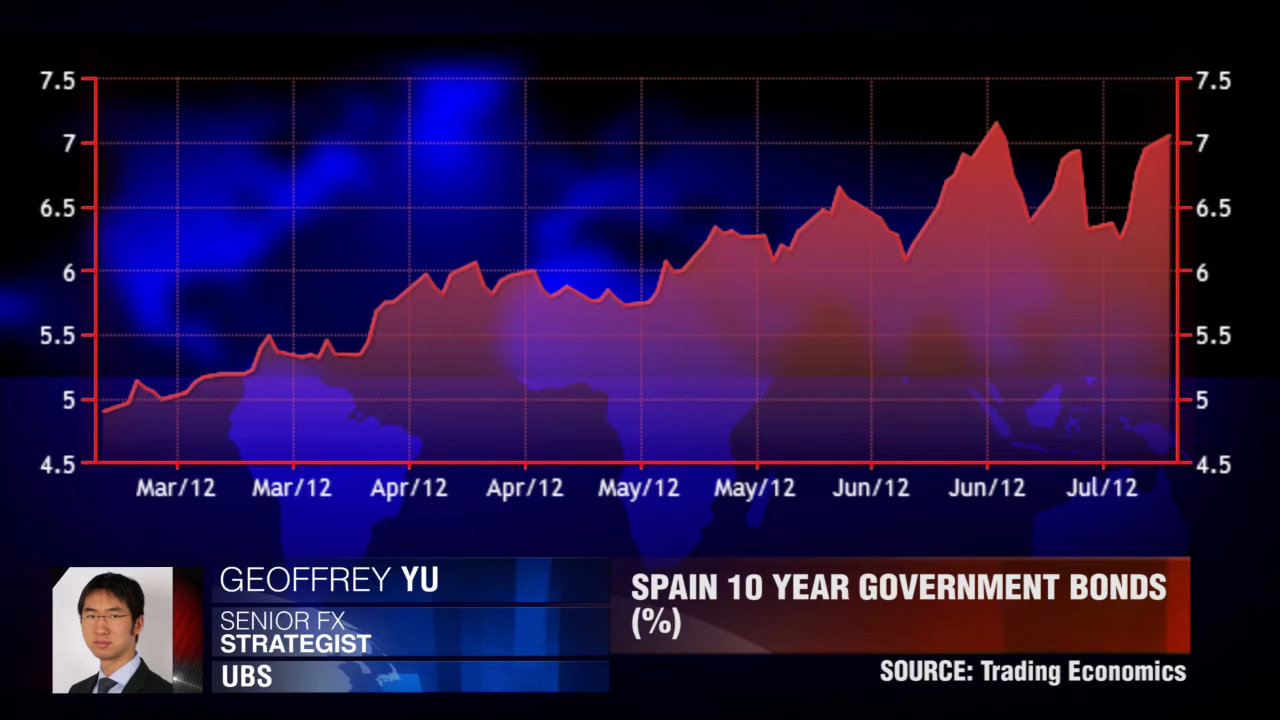 7.5 7.5
7 7
6.5 6.5
6 6
5.5 5.5
5 5
4.5 4.5
Mar/12 Mar/12 Apr/12 Apr/12 May/12 May/12 Jun/12 Jun/12 Jul/12
GEOFFREY YU
SENIOR FX
STRATEGIST
UBS
SPAIN 10 YEAR GOVERNMENT BONDS
(%)
SOURCE: Trading Economics